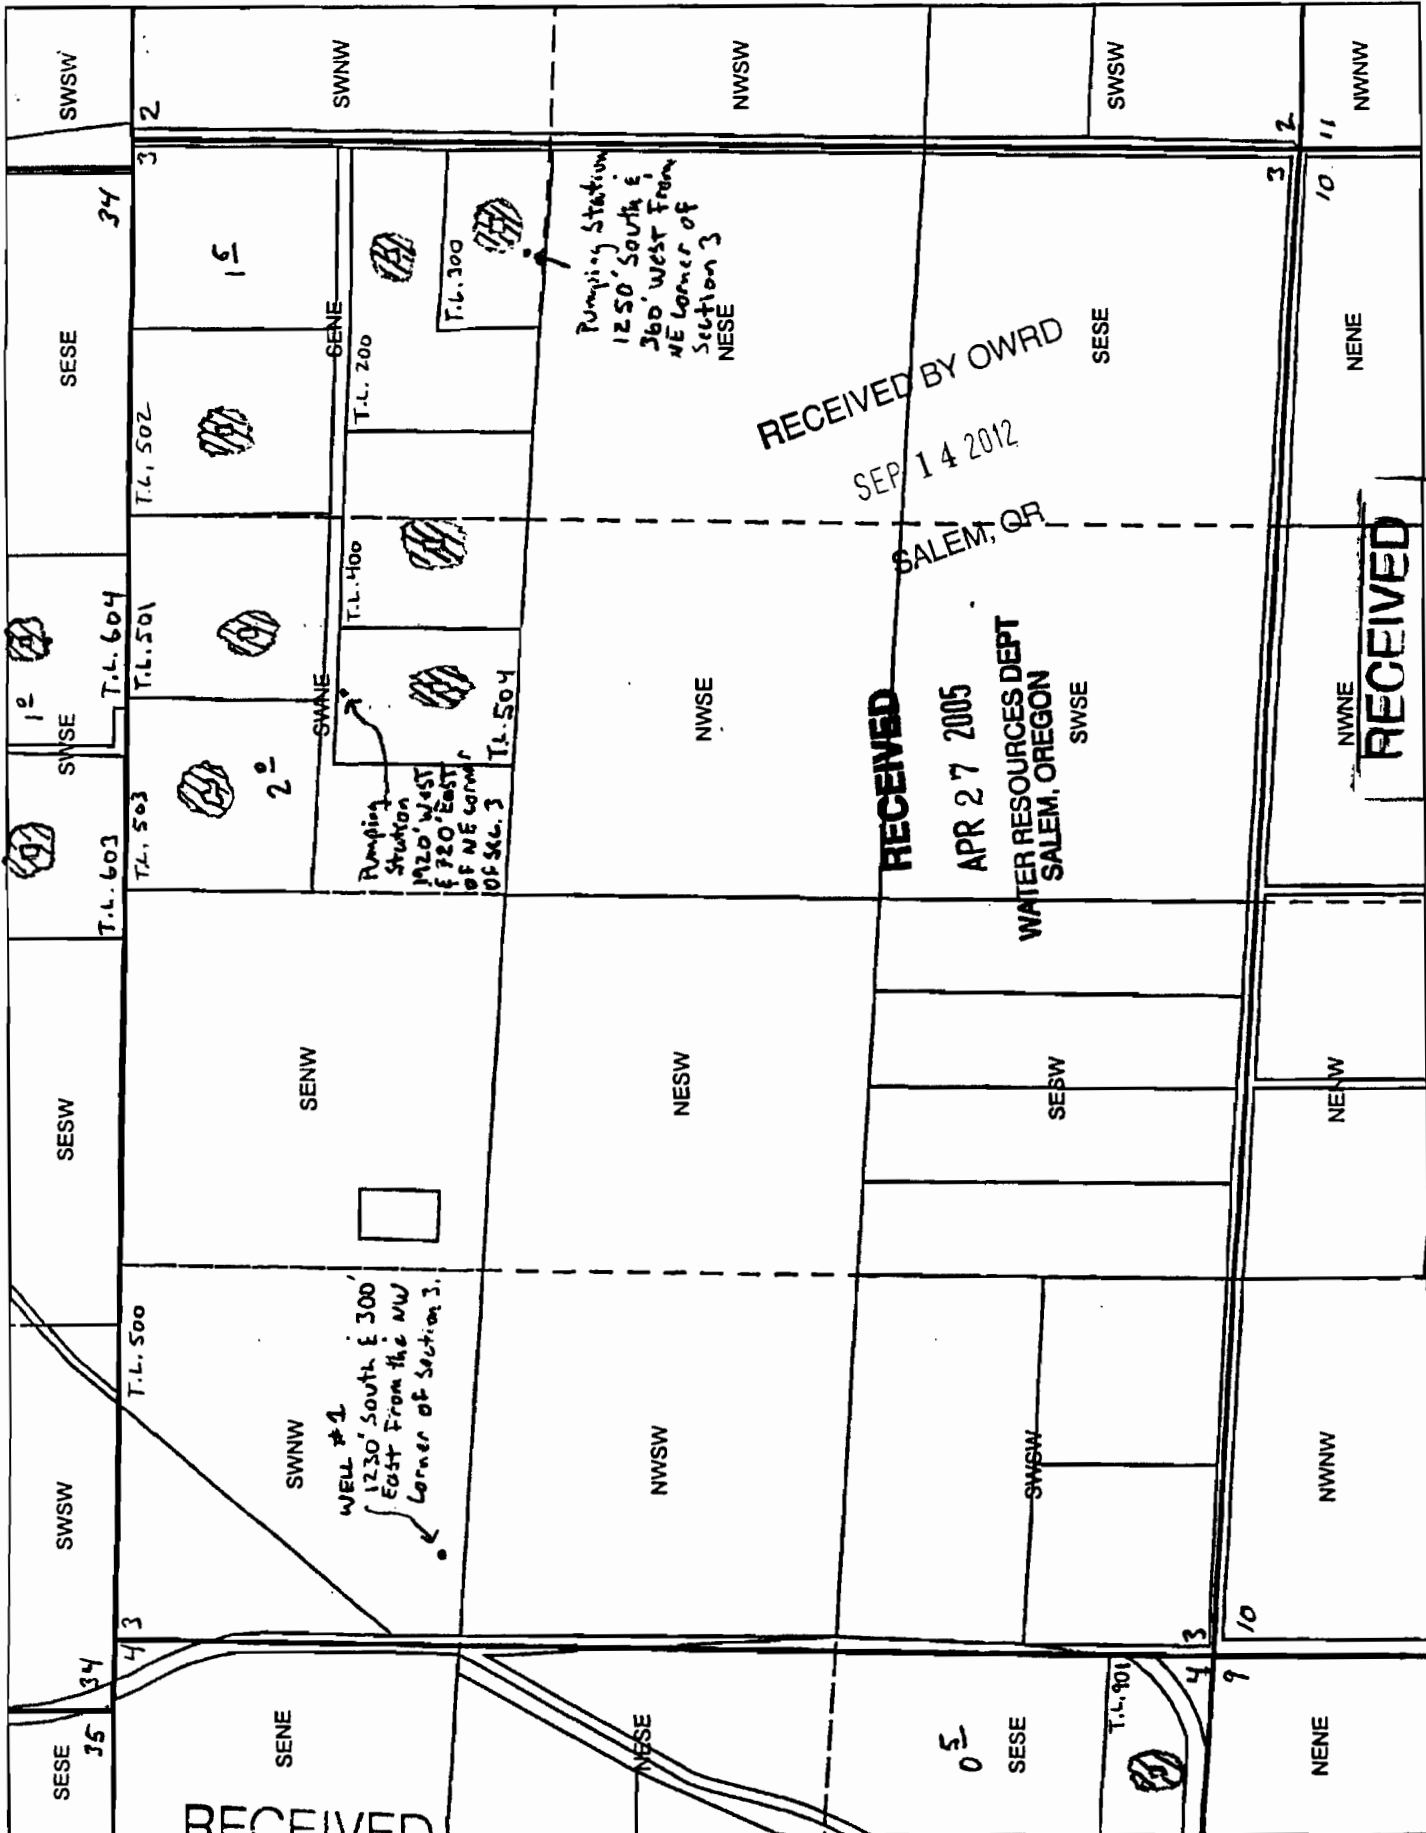 SWSW
SWNW
NWSW
SWSW
NWNW
2
2
11
3
3
10
34
SESE
SENE
NESE
SESE
NENE
1 6
T.L. 502
T.L. 200
T.L. 300
Pumping Station
1250' South &
360' West From
NE Corner of
Section 3
RECEIVED BY OWRD
SEP 14 2012
SALEM, OR
T.L. 604
T.L. 501
T.L. 400
T.L. 504
1 0
SWSE
SWNE
NWSE
SWSE
NWNE
T.L. 603
T.L. 503
2 0
Pumping
Station
1920' West
& 720' East
OF NE Corner
OF Sec. 3
RECEIVED
APR 27 2005
WATER RESOURCES DEPT
SALEM, OREGON
RECEIVED
SESW
SENW
NESW
SESW
NENW
T.L. 500
WELL #1
1230' South & 300'
East From the NW
Corner of Section 3.
SWSW
SWNW
NWSW
SWSW
NWNW
34
35
4
3
3
10
4
9
SESE
SENE
NESE
SESE
NENE
0 5
T.L. 901
RECEIVED